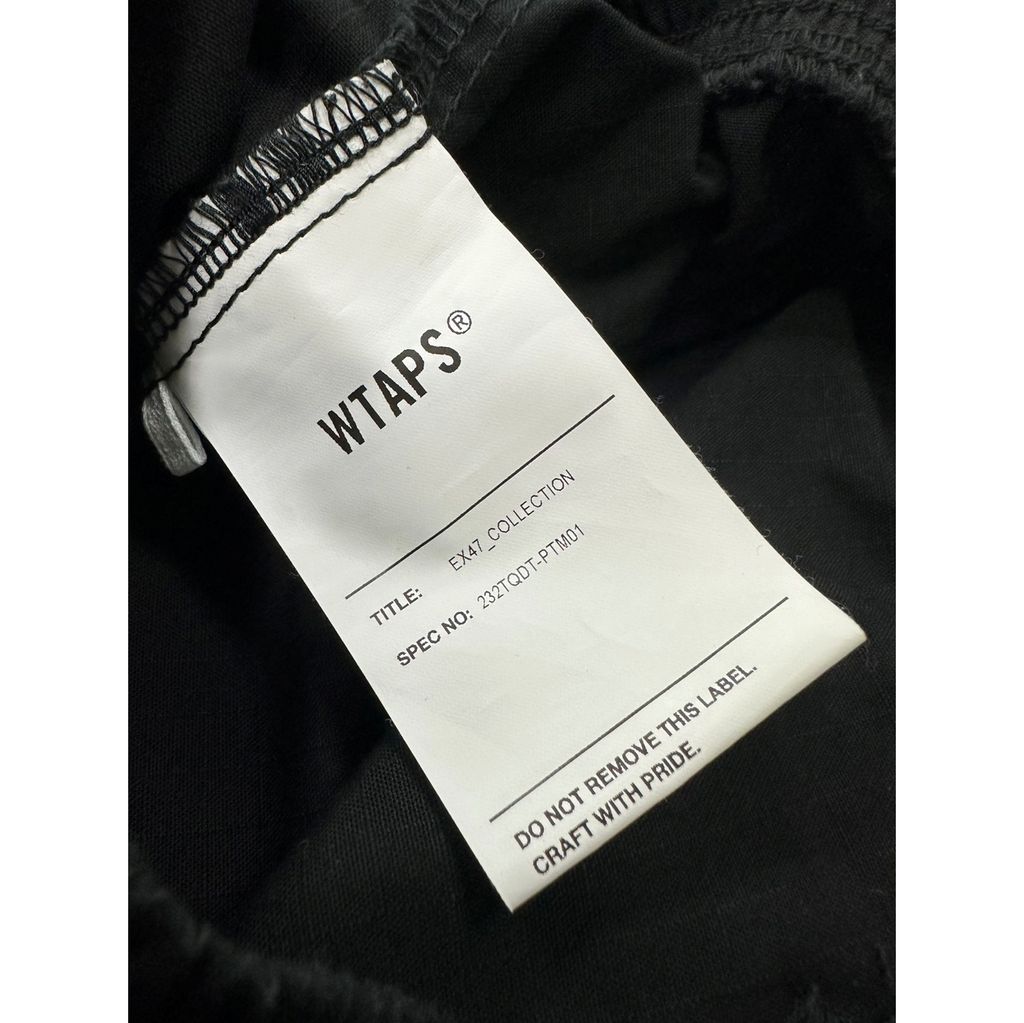 WTAPS®
TITLE: EX47_COLLECTION
SPEC NO: 232TQDT-PTM01
DO NOT REMOVE THIS LABEL.
CRAFT WITH PRIDE.